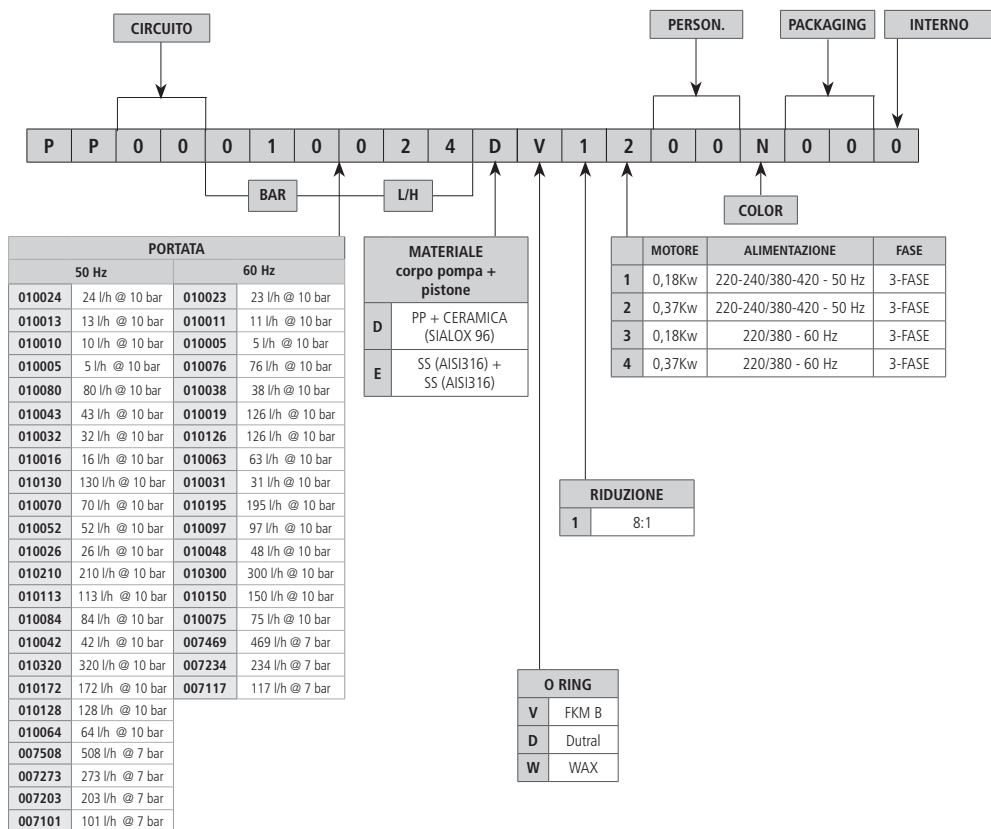 CIRCUITO
PERSON.
PACKAGING
INTERNO
P P 0 0 0 1 0 0 2 4 D V 1 2 0 0 N 0 0 0
BAR
L/H
COLOR
PORTATA
50 Hz 60 Hz
010024 24 l/h @ 10 bar 010023 23 l/h @ 10 bar
010013 13 l/h @ 10 bar 010011 11 l/h @ 10 bar
010010 10 l/h @ 10 bar 010005 5 l/h @ 10 bar
010005 5 l/h @ 10 bar 010076 76 l/h @ 10 bar
010080 80 l/h @ 10 bar 010038 38 l/h @ 10 bar
010043 43 l/h @ 10 bar 010019 126 l/h @ 10 bar
010032 32 l/h @ 10 bar 010126 126 l/h @ 10 bar
010016 16 l/h @ 10 bar 010063 63 l/h @ 10 bar
010130 130 l/h @ 10 bar 010031 31 l/h @ 10 bar
010070 70 l/h @ 10 bar 010195 195 l/h @ 10 bar
010052 52 l/h @ 10 bar 010097 97 l/h @ 10 bar
010026 26 l/h @ 10 bar 010048 48 l/h @ 10 bar
010210 210 l/h @ 10 bar 010300 300 l/h @ 10 bar
010113 113 l/h @ 10 bar 010150 150 l/h @ 10 bar
010084 84 l/h @ 10 bar 010075 75 l/h @ 10 bar
010042 42 l/h @ 10 bar 007469 469 l/h @ 7 bar
010320 320 l/h @ 10 bar 007234 234 l/h @ 7 bar
010172 172 l/h @ 10 bar 007117 117 l/h @ 7 bar
010128 128 l/h @ 10 bar
010064 64 l/h @ 10 bar
007508 508 l/h @ 7 bar
007273 273 l/h @ 7 bar
007203 203 l/h @ 7 bar
007101 101 l/h @ 7 bar
MATERIALE
corpo pompa +
pistone
D PP + CERAMICA
(SIALOX 96)
E SS (AISI316) +
SS (AISI316)
MOTORE ALIMENTAZIONE FASE
1 0,18Kw 220-240/380-420 - 50 Hz 3-FASE
2 0,37Kw 220-240/380-420 - 50 Hz 3-FASE
3 0,18Kw 220/380 - 60 Hz 3-FASE
4 0,37Kw 220/380 - 60 Hz 3-FASE
RIDUZIONE
1 8:1
O RING
V FKM B
D Dutral
W WAX